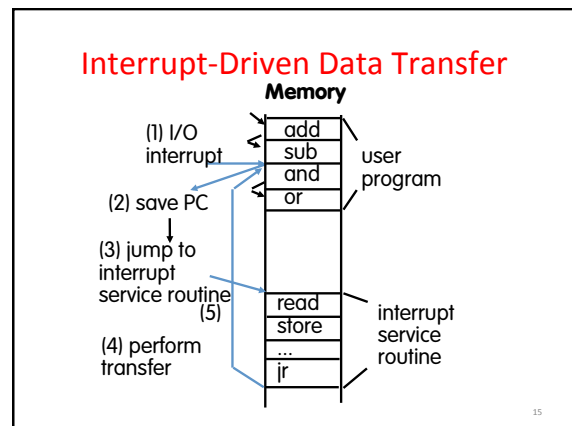 Interrupt-Driven Data Transfer
Memory
(1) I/O
interrupt
(2) save PC
(3) jump to
interrupt
service routine
(5)
(4) perform
transfer
add
sub
and
or
user
program
read
store
...
jr
interrupt
service
routine
15